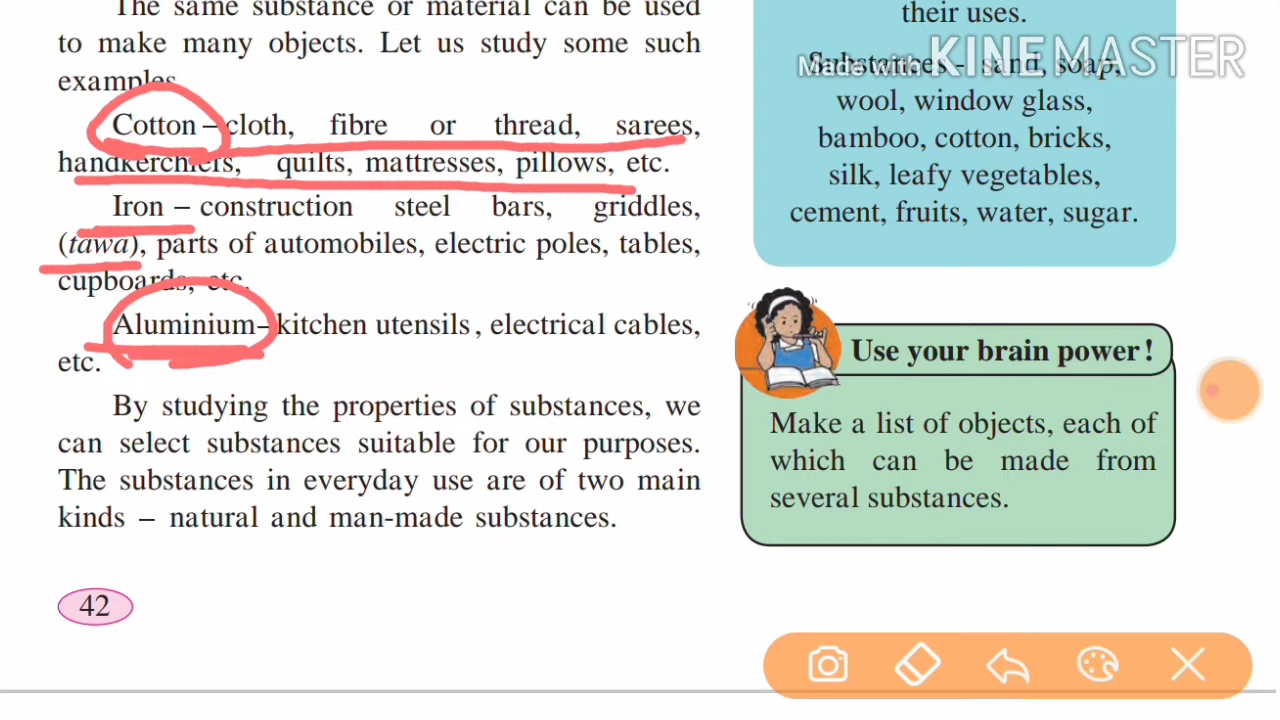 The same substance or material can be used
to make many objects. Let us study some such
examples.
Cotton – cloth, fibre or thread, sarees,
handkerchiefs, quilts, mattresses, pillows, etc.
Iron – construction steel bars, griddles,
(tawa), parts of automobiles, electric poles, tables,
cupboards, etc.
Aluminium– kitchen utensils , electrical cables,
etc.
By studying the properties of substances, we
can select substances suitable for our purposes.
The substances in everyday use are of two main
kinds – natural and man-made substances.
42
their uses.
Substances - sand, soap,
wool, window glass,
bamboo, cotton, bricks,
silk, leafy vegetables,
cement, fruits, water, sugar.
Made with KINEMASTER
Use your brain power!
Make a list of objects, each of
which can be made from
several substances.